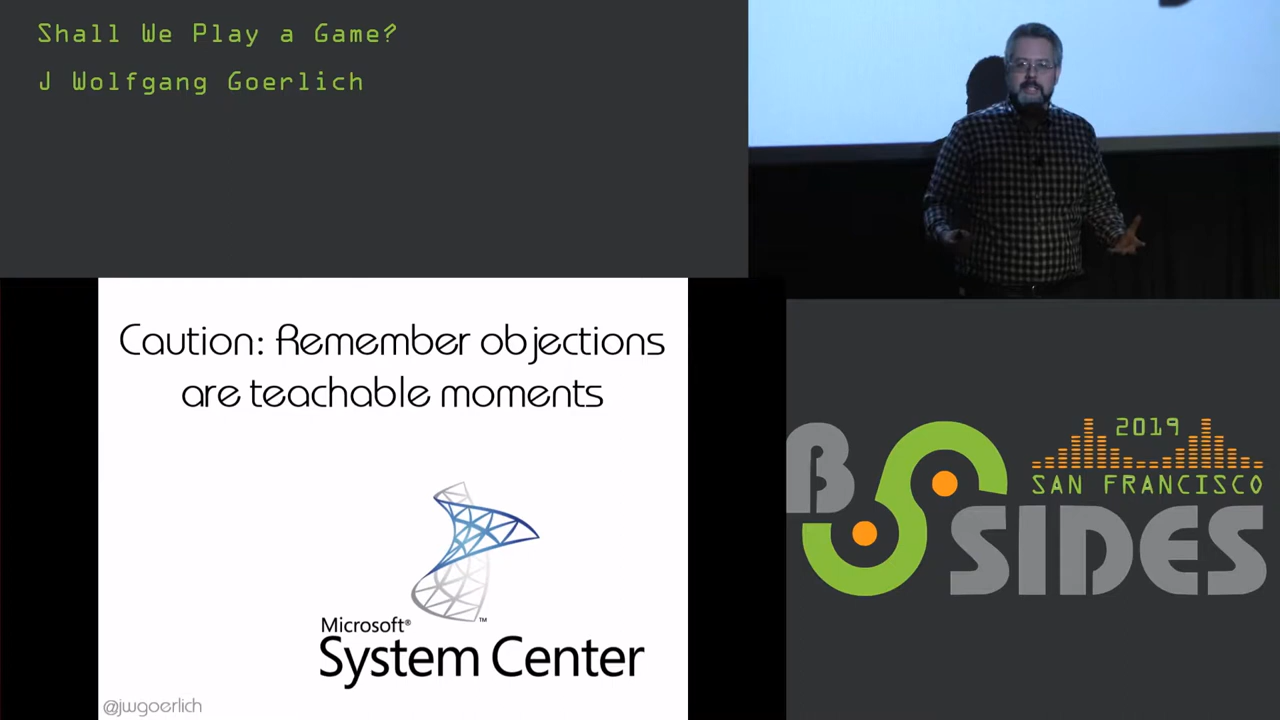 Shall We Play a Game?
J Wolfgang Goerlich
Caution: Remember objections
are teachable moments
Microsoft®
System Center™
@jwgoerlich
2019
SAN FRANCISCO
B
SIDES